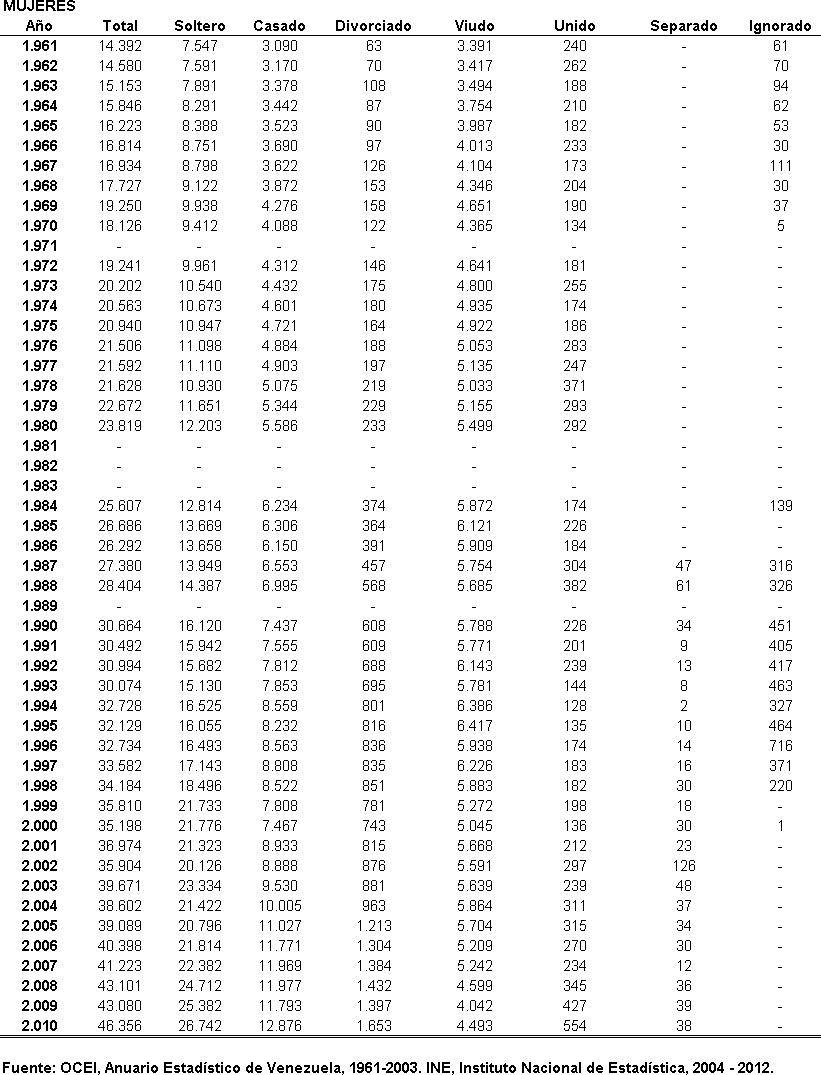 MUJERES
Año Total Soltero Casado Divorciado Viudo Unido Separado Ignorado
1.961 14.392 7.547 3.090 63 3.391 240 - 61
1.962 14.580 7.591 3.170 70 3.417 262 - 70
1.963 15.153 7.891 3.378 108 3.494 188 - 94
1.964 15.846 8.291 3.442 87 3.754 210 - 62
1.965 16.223 8.388 3.523 90 3.987 182 - 53
1.966 16.814 8.751 3.690 97 4.013 233 - 30
1.967 16.934 8.798 3.622 126 4.104 173 - 111
1.968 17.727 9.122 3.872 153 4.346 204 - 30
1.969 19.250 9.938 4.276 158 4.651 190 - 37
1.970 18.126 9.412 4.088 122 4.365 134 - 5
1.971 - - - - - - - -
1.972 19.241 9.961 4.312 146 4.641 181 - -
1.973 20.202 10.540 4.432 175 4.800 255 - -
1.974 20.563 10.673 4.601 180 4.935 174 - -
1.975 20.940 10.947 4.721 164 4.922 186 - -
1.976 21.506 11.098 4.884 188 5.053 283 - -
1.977 21.592 11.110 4.903 197 5.135 247 - -
1.978 21.628 10.930 5.075 219 5.033 371 - -
1.979 22.672 11.651 5.344 229 5.155 293 - -
1.980 23.819 12.203 5.586 233 5.499 292 - -
1.981 - - - - - - - -
1.982 - - - - - - - -
1.983 - - - - - - - -
1.984 25.607 12.814 6.234 374 5.872 174 - 139
1.985 26.686 13.669 6.306 364 6.121 226 - -
1.986 26.292 13.658 6.150 391 5.909 184 - -
1.987 27.380 13.949 6.553 457 5.754 304 47 316
1.988 28.404 14.387 6.995 568 5.685 382 61 326
1.989 - - - - - - - -
1.990 30.664 16.120 7.437 608 5.788 226 34 451
1.991 30.492 15.942 7.555 609 5.771 201 9 405
1.992 30.994 15.682 7.812 688 6.143 239 13 417
1.993 30.074 15.130 7.853 695 5.781 144 8 463
1.994 32.728 16.525 8.559 801 6.386 128 2 327
1.995 32.129 16.055 8.232 816 6.417 135 10 464
1.996 32.734 16.493 8.563 836 5.938 174 14 716
1.997 33.582 17.143 8.808 835 6.226 183 16 371
1.998 34.184 18.496 8.522 851 5.883 182 30 220
1.999 35.810 21.733 7.808 781 5.272 198 18 -
2.000 35.198 21.776 7.467 743 5.045 136 30 1
2.001 36.974 21.323 8.933 815 5.668 212 23 -
2.002 35.904 20.126 8.888 876 5.591 297 126 -
2.003 39.671 23.334 9.530 881 5.639 239 48 -
2.004 38.602 21.422 10.005 963 5.864 311 37 -
2.005 39.089 20.796 11.027 1.213 5.704 315 34 -
2.006 40.398 21.814 11.771 1.304 5.209 270 30 -
2.007 41.223 22.382 11.969 1.384 5.242 234 12 -
2.008 43.101 24.712 11.977 1.432 4.599 345 36 -
2.009 43.080 25.382 11.793 1.397 4.042 427 39 -
2.010 46.356 26.742 12.876 1.653 4.493 554 38 -
Fuente: OCEI, Anuario Estadístico de Venezuela, 1961-2003. INE, Instituto Nacional de Estadística, 2004 - 2012.